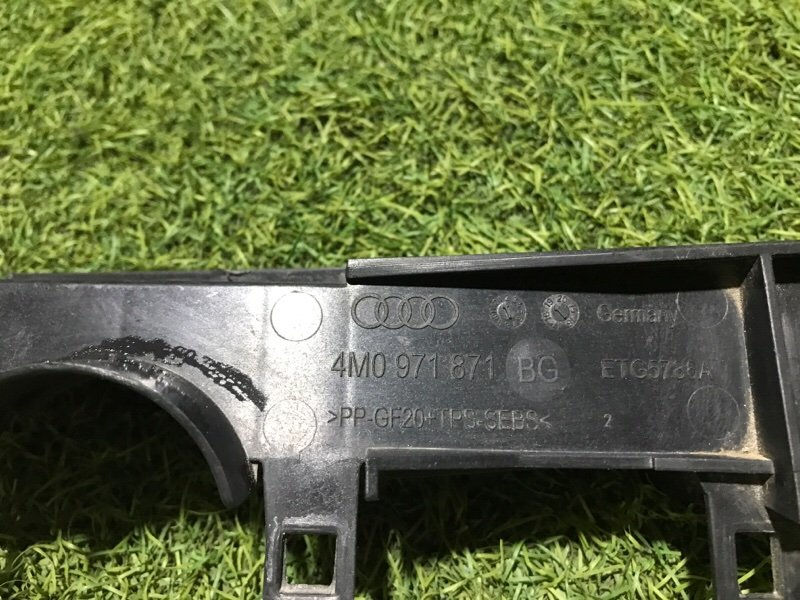 Germany
4M0 971 871 BG
>PP-GF20+TPS-SEBS< 2